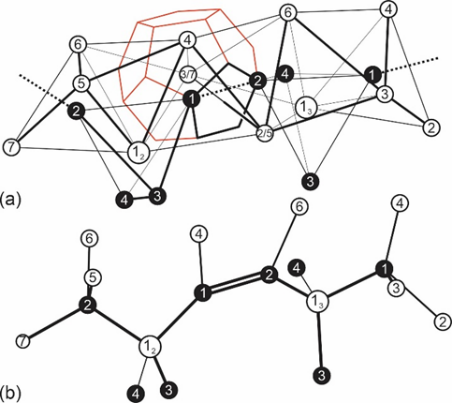 6 4
6 4
5 3/7 2 4 1
2 1 3
7 1₂ 2/5 1₃ 2
4 3 3
(a)
6 4 6 4
5 1 2 4 1
2 1₃ 3
7 1₂ 2
4 3 3
(b)